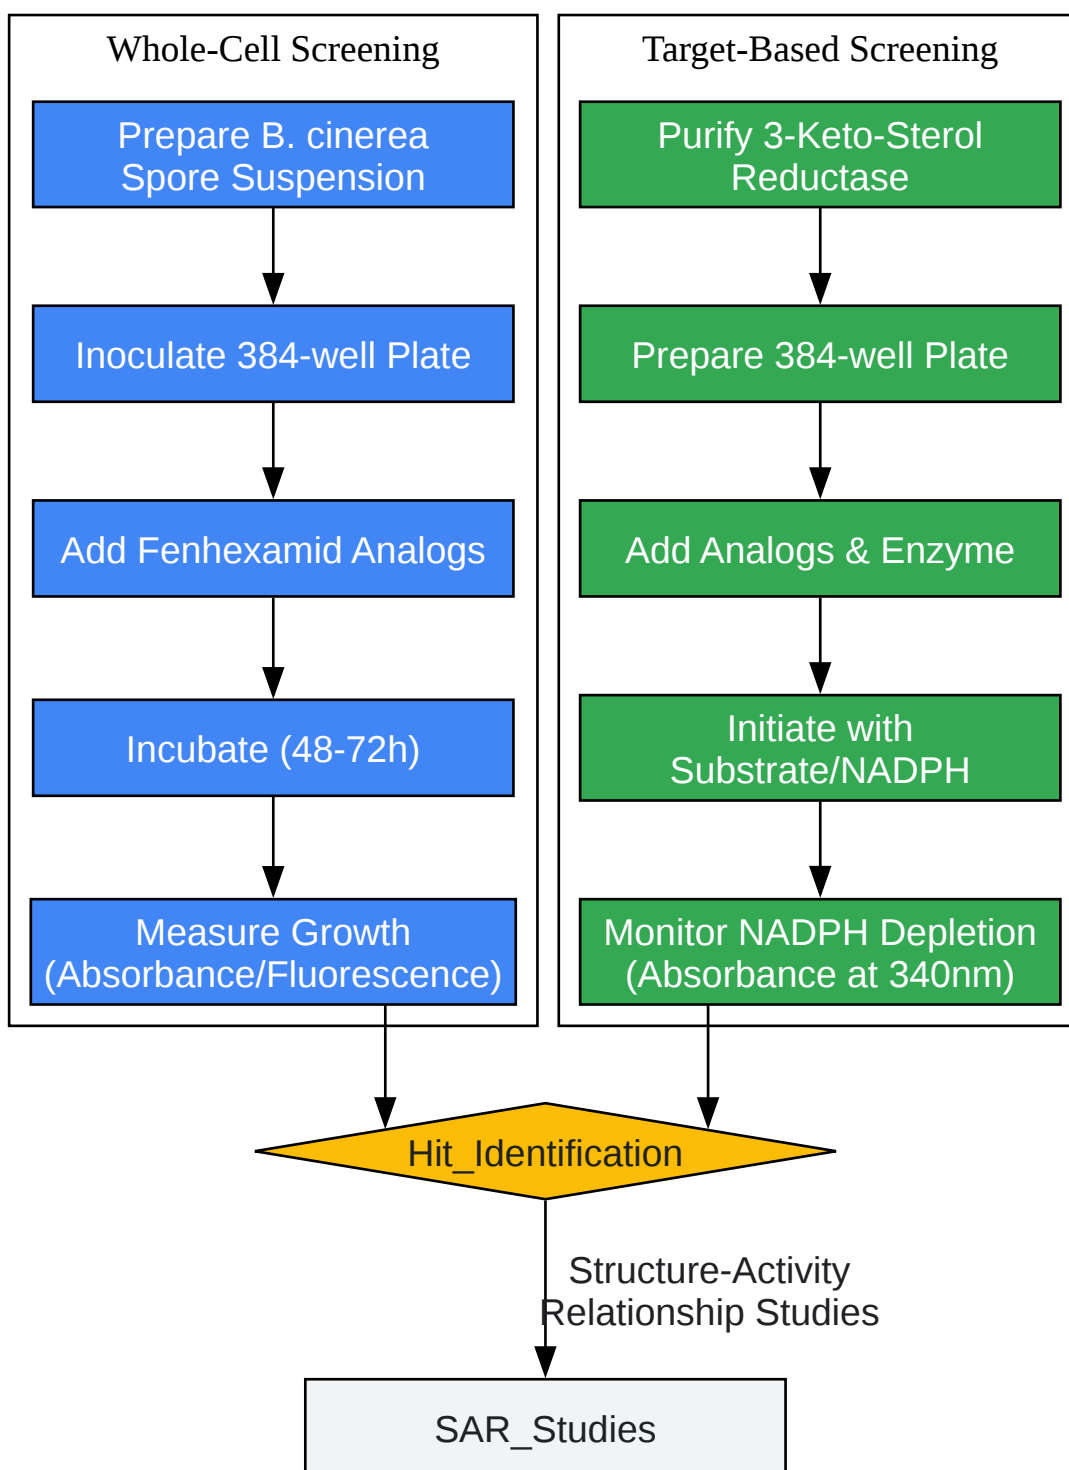 Whole-Cell Screening
Prepare B. cinerea
Spore Suspension
Inoculate 384-well Plate
Add Fenhexamid Analogs
Incubate (48-72h)
Measure Growth
(Absorbance/Fluorescence)
Target-Based Screening
Purify 3-Keto-Sterol
Reductase
Prepare 384-well Plate
Add Analogs & Enzyme
Initiate with
Substrate/NADPH
Monitor NADPH Depletion
(Absorbance at 340nm)
Hit_Identification
Structure-Activity
Relationship Studies
SAR_Studies